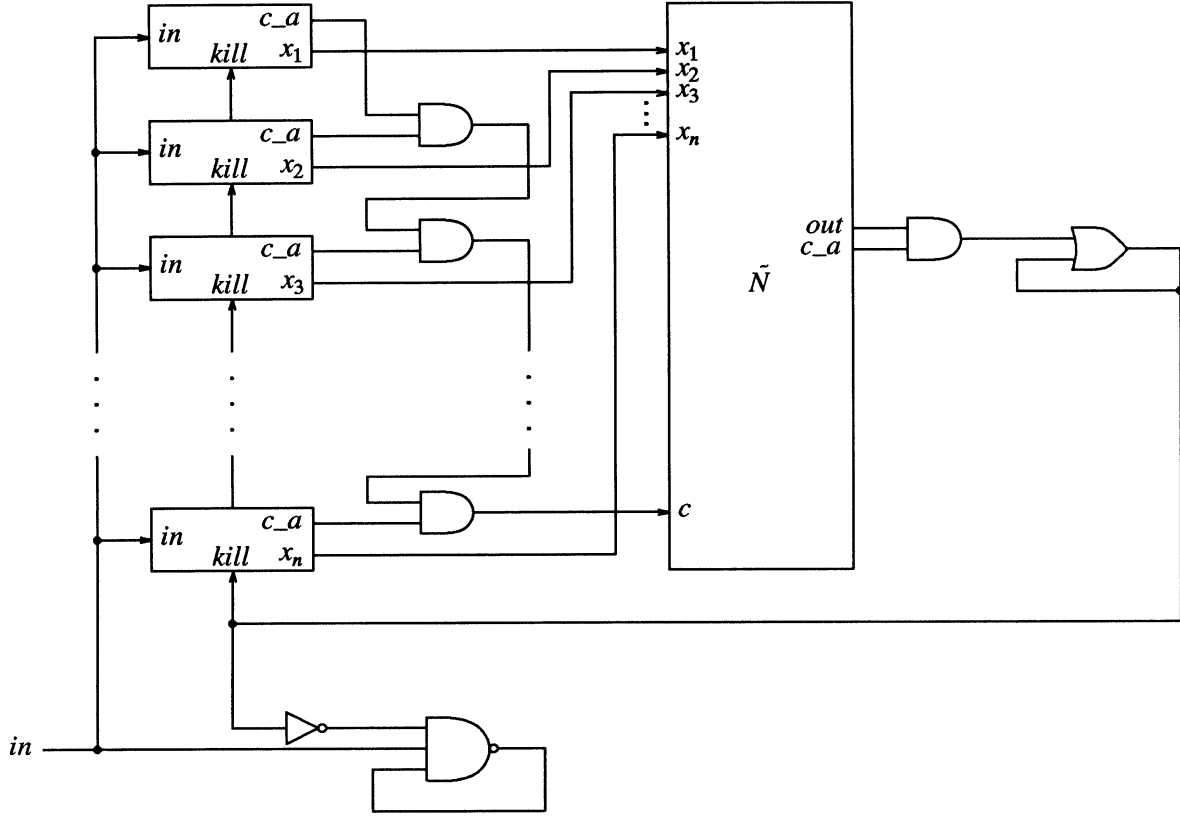 in
c_a
kill
x₁
in
c_a
kill
x₂
in
c_a
kill
x₃
in
c_a
kill
xₙ
x₁
x₂
x₃
xₙ
out
c_a
Ñ
c
in